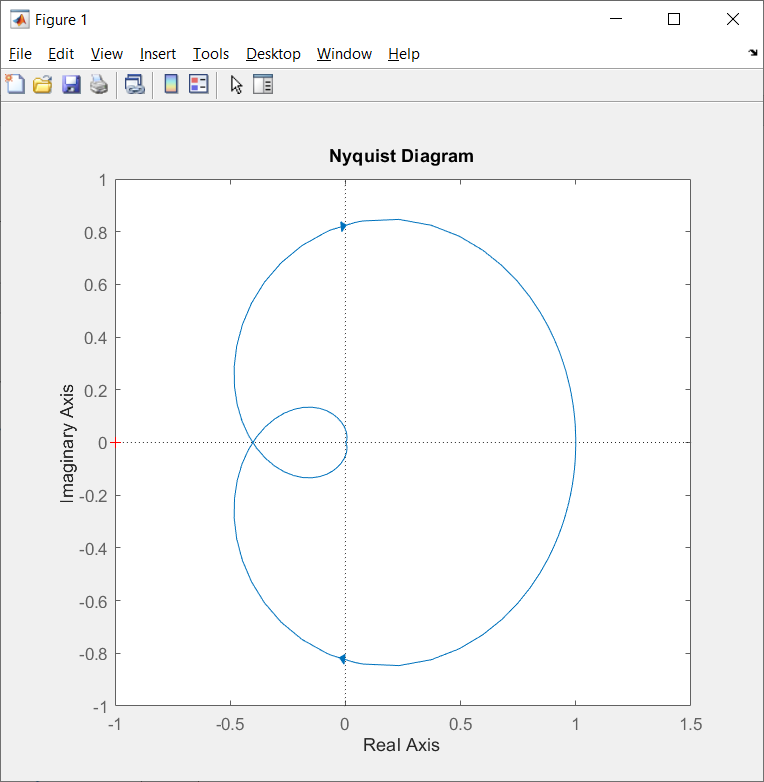 Figure 1
File Edit View Insert Tools Desktop Window Help
Nyquist Diagram
1
0.8
0.6
0.4
0.2
0
-0.2
-0.4
-0.6
-0.8
-1
Imaginary Axis
-1 -0.5 0 0.5 1 1.5
Real Axis